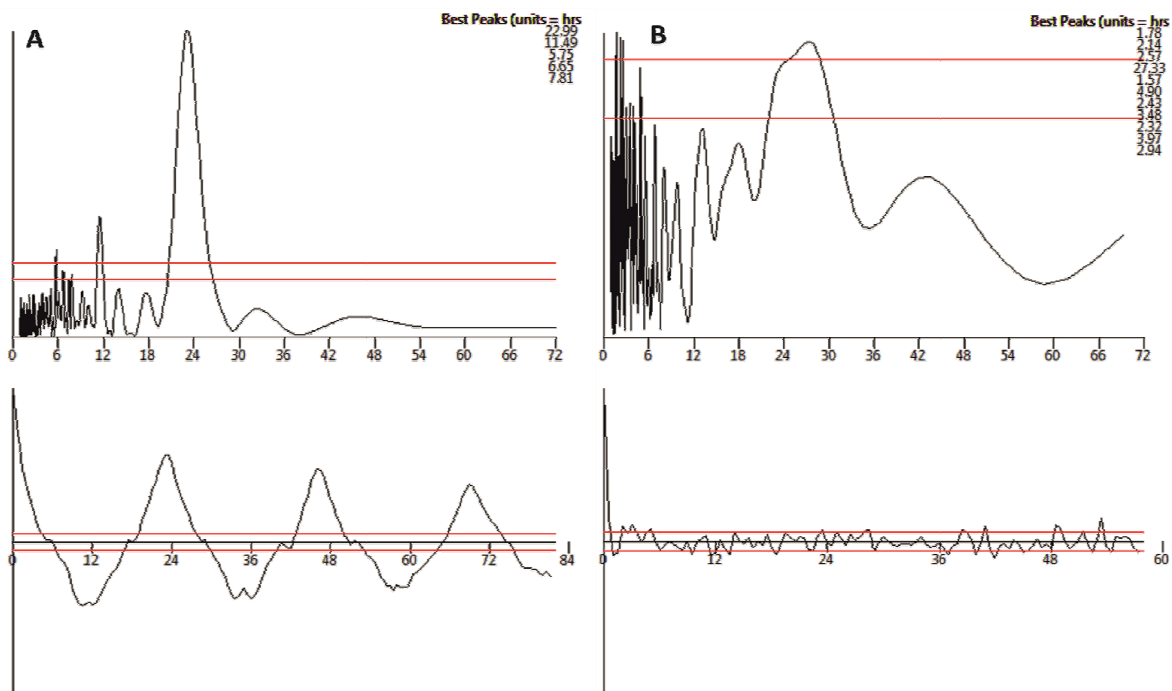 A
Best Peaks (units = hrs
22.99
11.49
5.75
6.65
7.81
0 6 12 18 24 30 36 42 48 54 60 66 72
0 12 24 36 48 60 72 84
B
Best Peaks (units = hrs
1.78
2.14
2.57
27.33
1.57
4.90
2.43
3.48
2.32
3.97
2.94
0 6 12 18 24 30 36 42 48 54 60 66 72
0 12 24 36 48 60